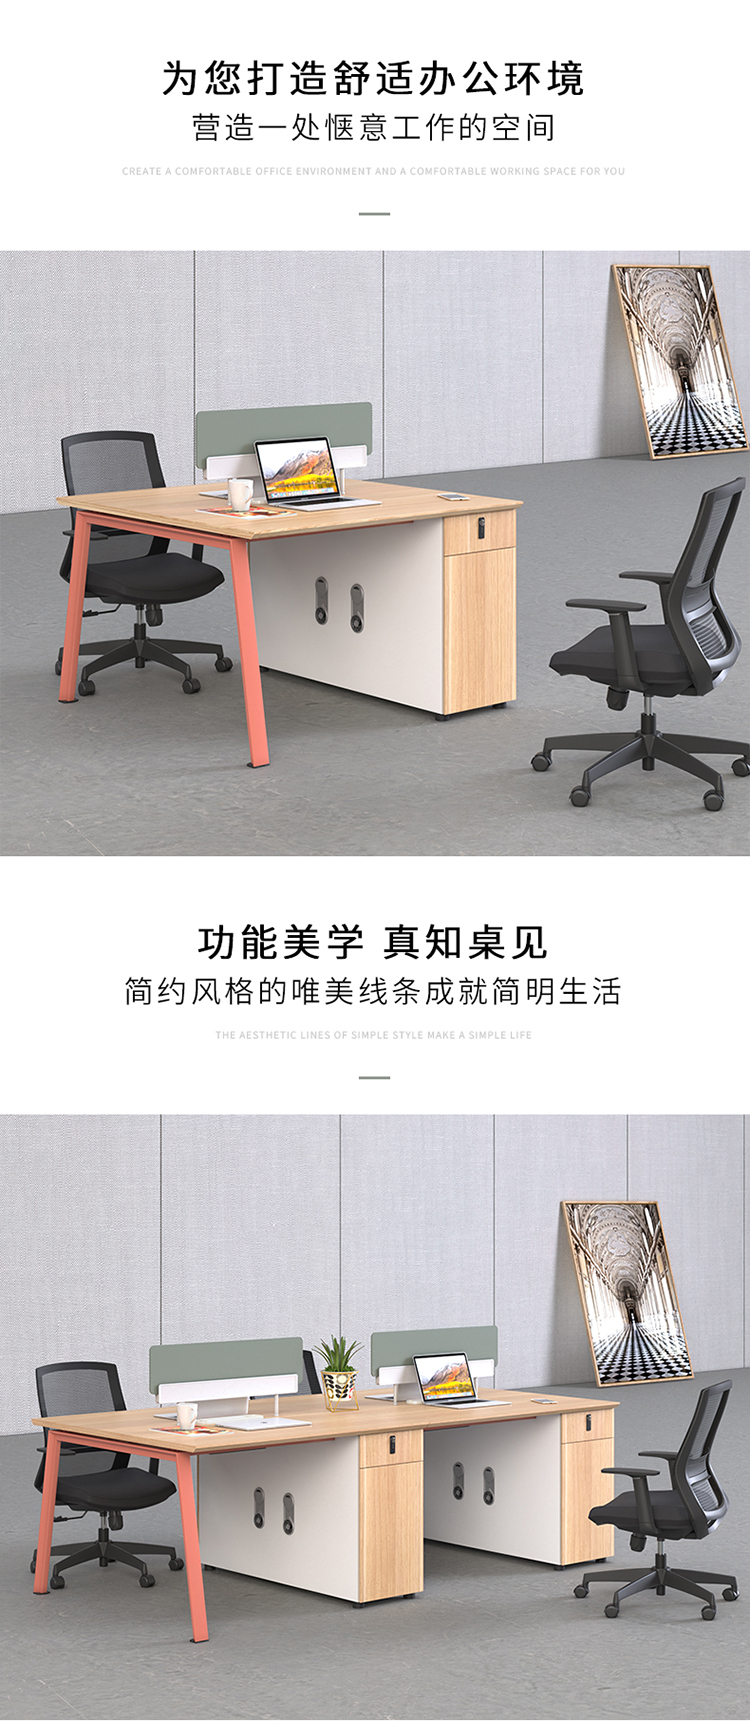 为您打造舒适办公环境
营造一处惬意工作的空间
CREATE A COMFORTABLE OFFICE ENVIRONMENT AND A COMFORTABLE WORKING SPACE FOR YOU
功能美学 真知桌见
简约风格的唯美线条成就简明生活
THE AESTHETIC LINES OF SIMPLE STYLE MAKE A SIMPLE LIFE